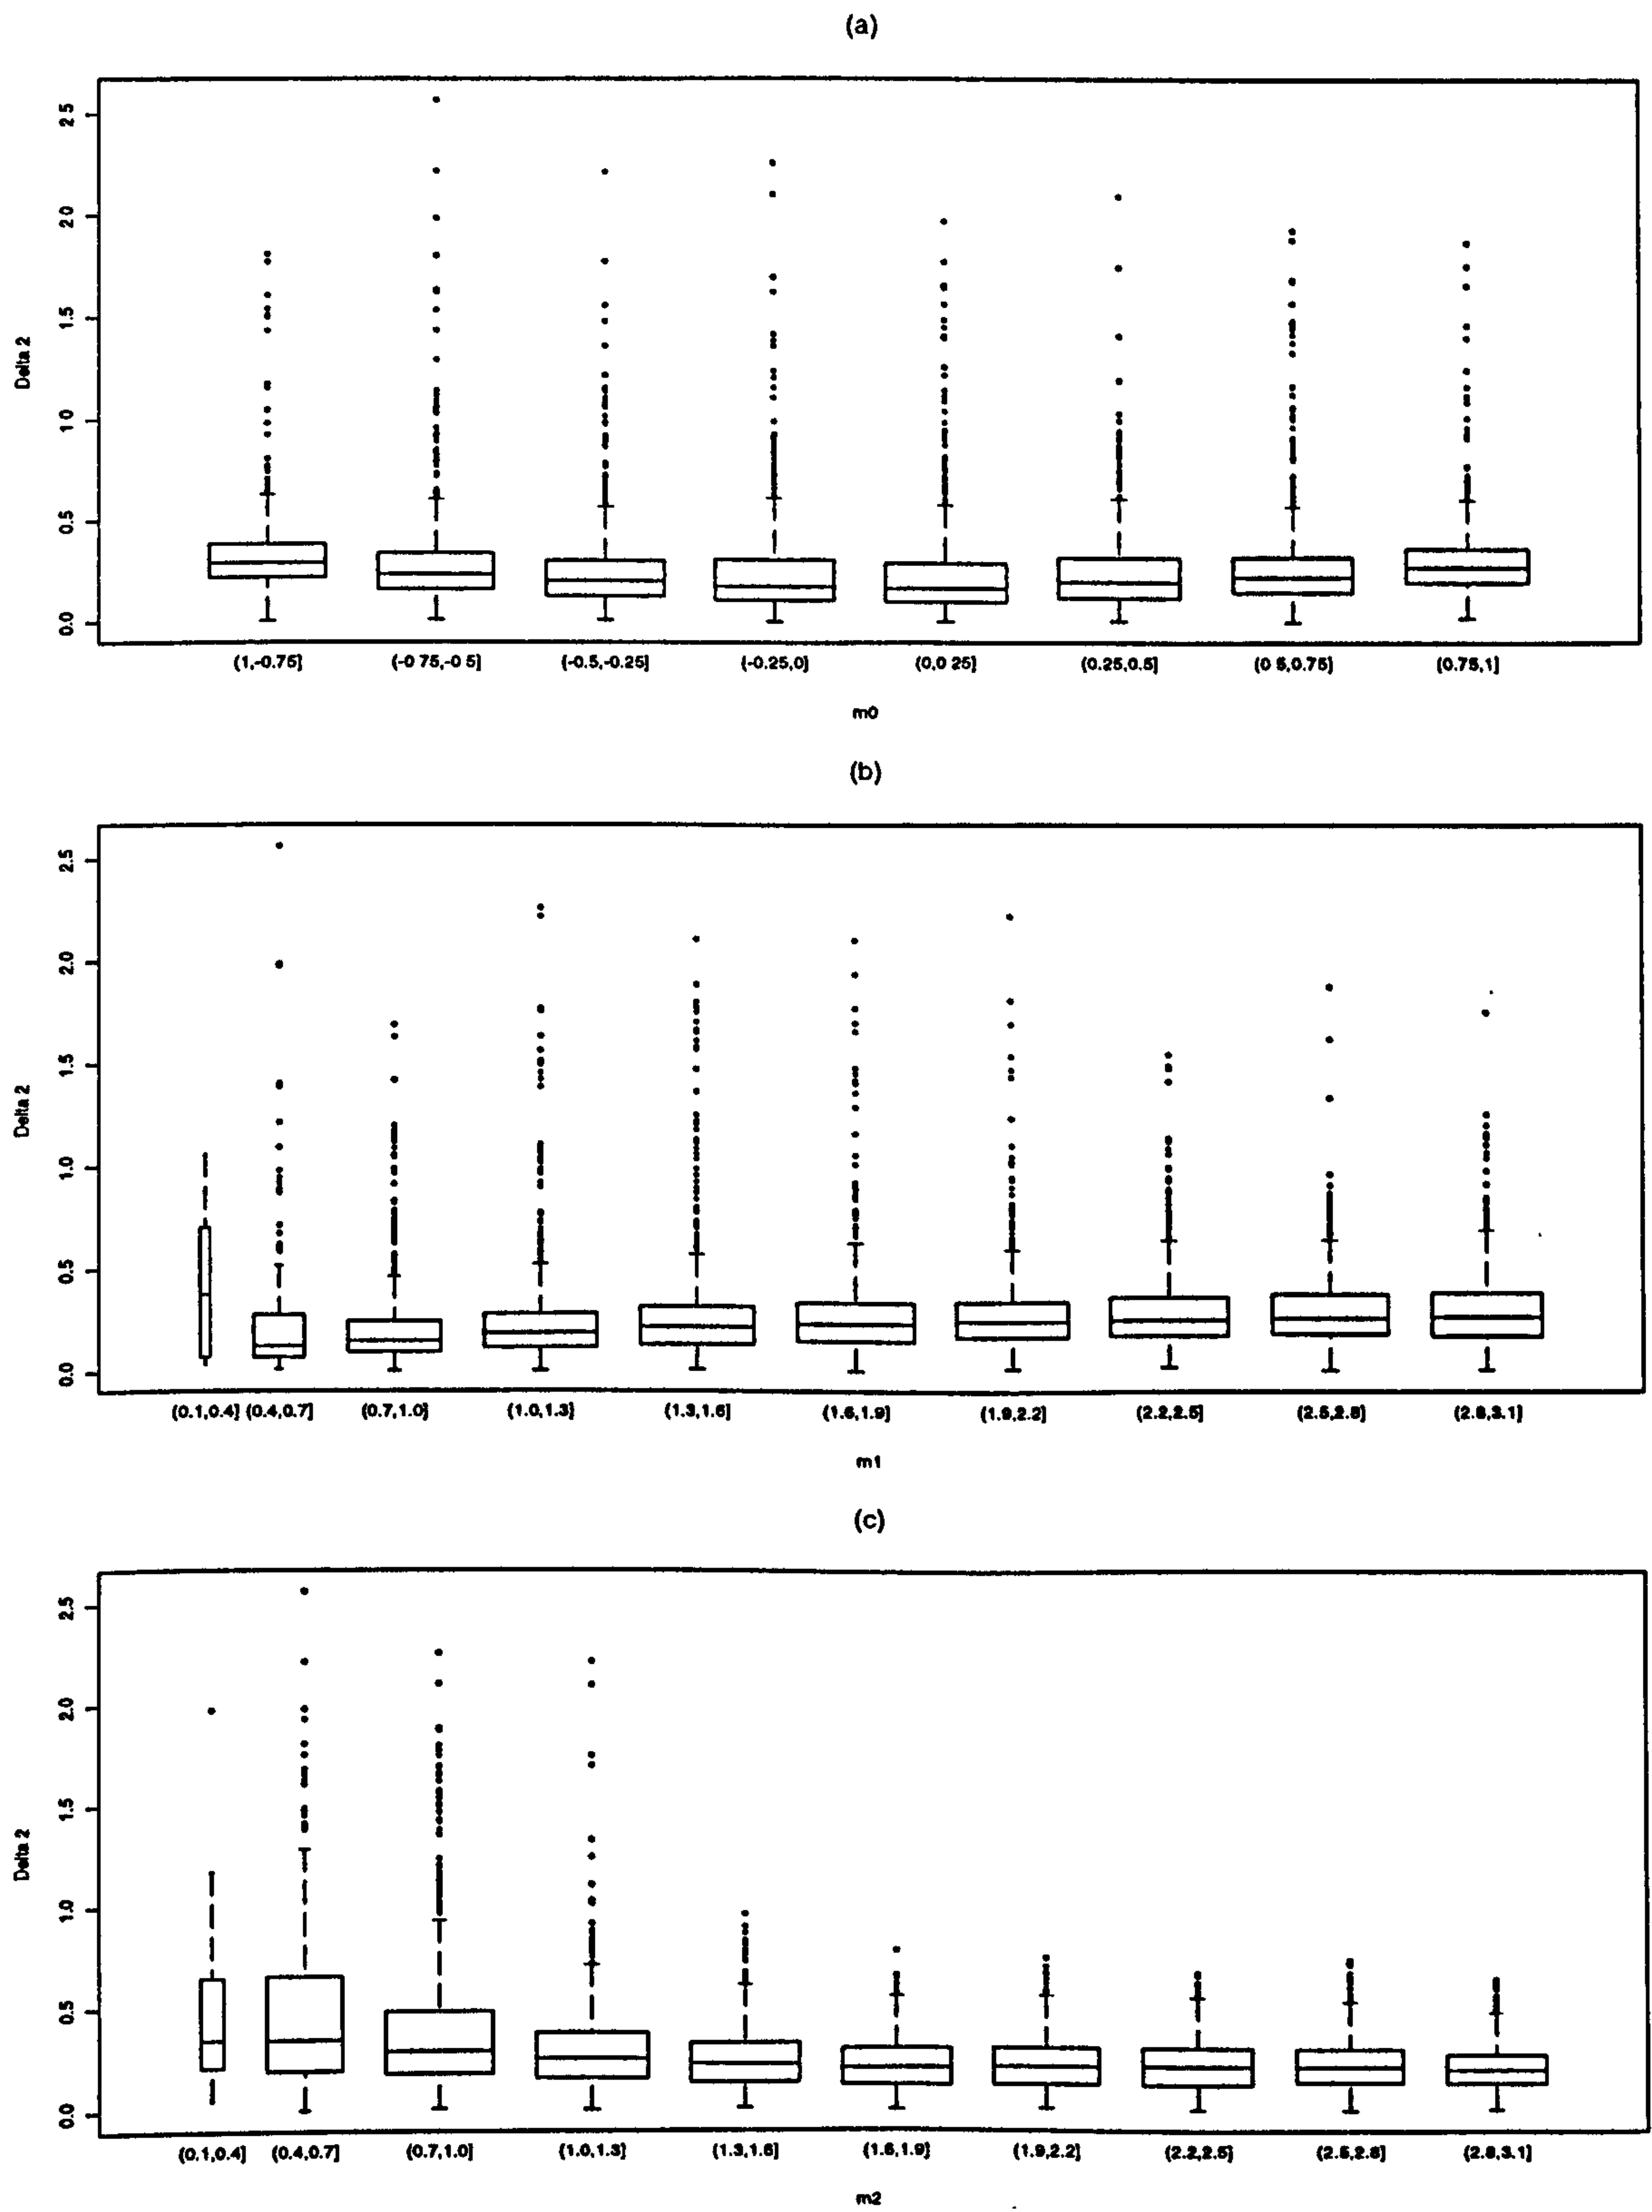 (a)
Delta 2
2 5
2.0
1.5
1 0
0.5
0.0
(1,-0.75] (-0 75,-0 5] (-0.5,-0.25] (-0.25,0] (0,0 25] (0.25,0.5] (0 5,0.75] (0.75,1]
m0
(b)
Delta 2
2.5
2.0
1.5
1.0
0.5
0.0
(0.1,0.4] (0.4,0.7] (0.7,1.0] (1.0,1.3] (1.3,1.6] (1.6,1.9] (1.9,2.2] (2.2,2.5] (2.5,2.8] (2.8,3.1]
m1
(c)
Delta 2
2.5
2.0
1.5
1.0
0.5
0.0
(0.1,0.4] (0.4,0.7] (0.7,1.0] (1.0,1.3] (1.3,1.6] (1.6,1.9] (1.9,2.2] (2.2,2.5] (2.5,2.8] (2.8,3.1]
m2